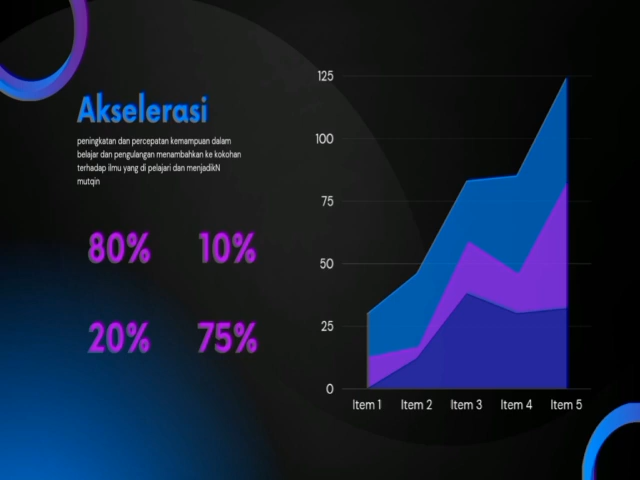 Akselerasi
peningkatan dan percepatan kemampuan dalam
belajar dan pengulangan menambahkan ke kokohan
terhadap ilmu yang di pelajari dan menjadikN
mutqin
80% 10%
20% 75%
125
100
75
50
25
0
Item 1 Item 2 Item 3 Item 4 Item 5